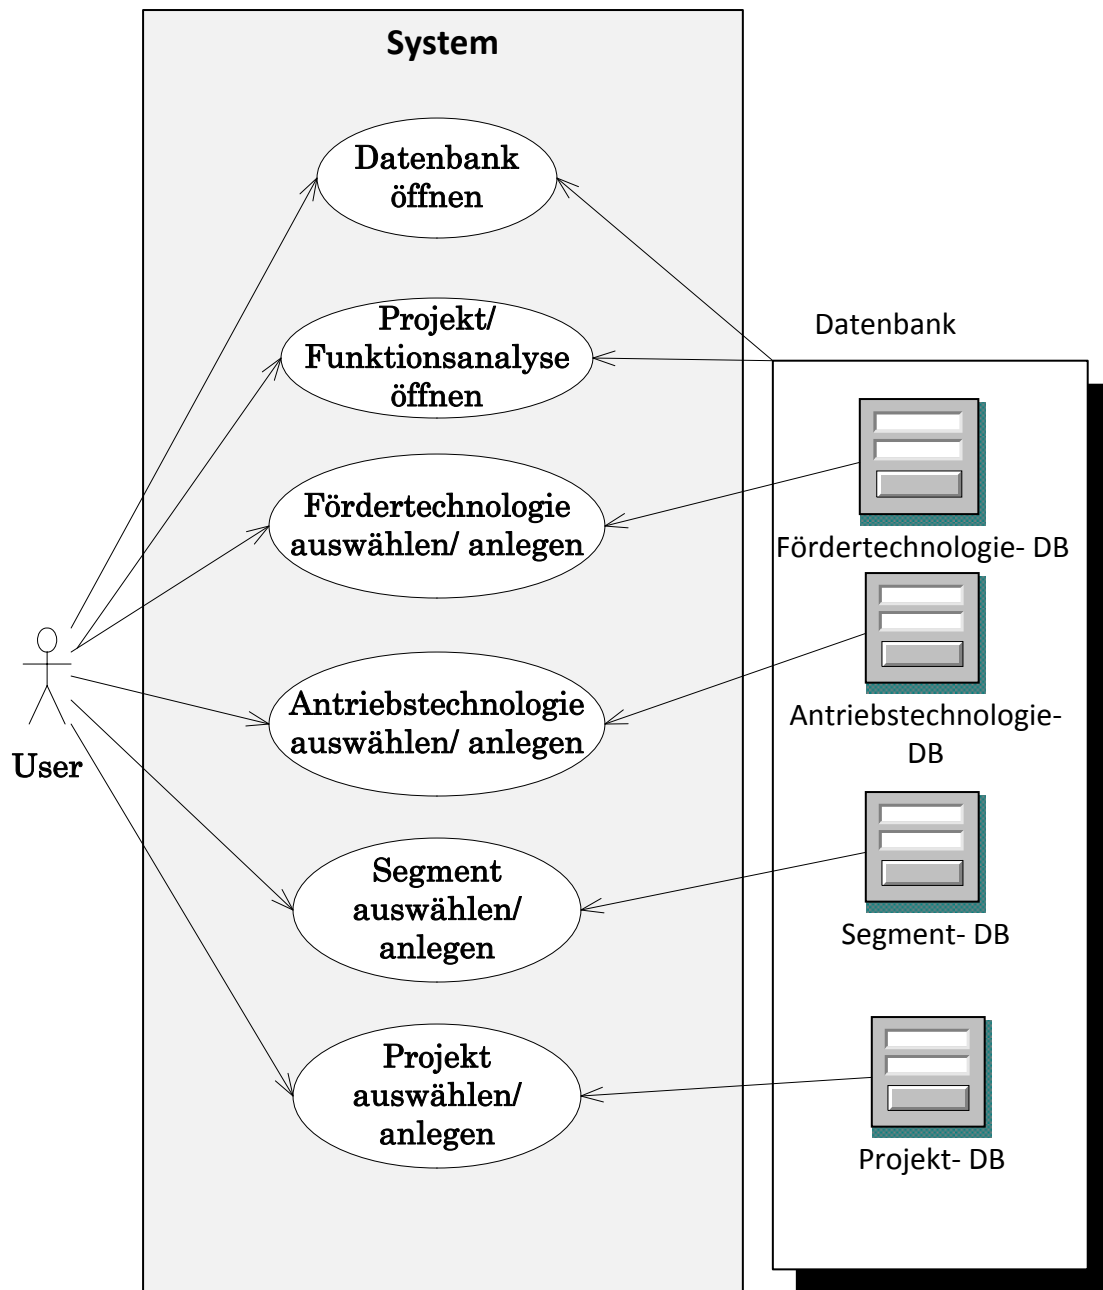 System
Datenbank
öffnen
Projekt/
Funktionsanalyse
öffnen
Fördertechnologie
auswählen/ anlegen
Antriebstechnologie
auswählen/ anlegen
Segment
auswählen/
anlegen
Projekt
auswählen/
anlegen
User
Datenbank
Fördertechnologie- DB
Antriebstechnologie-
DB
Segment- DB
Projekt- DB